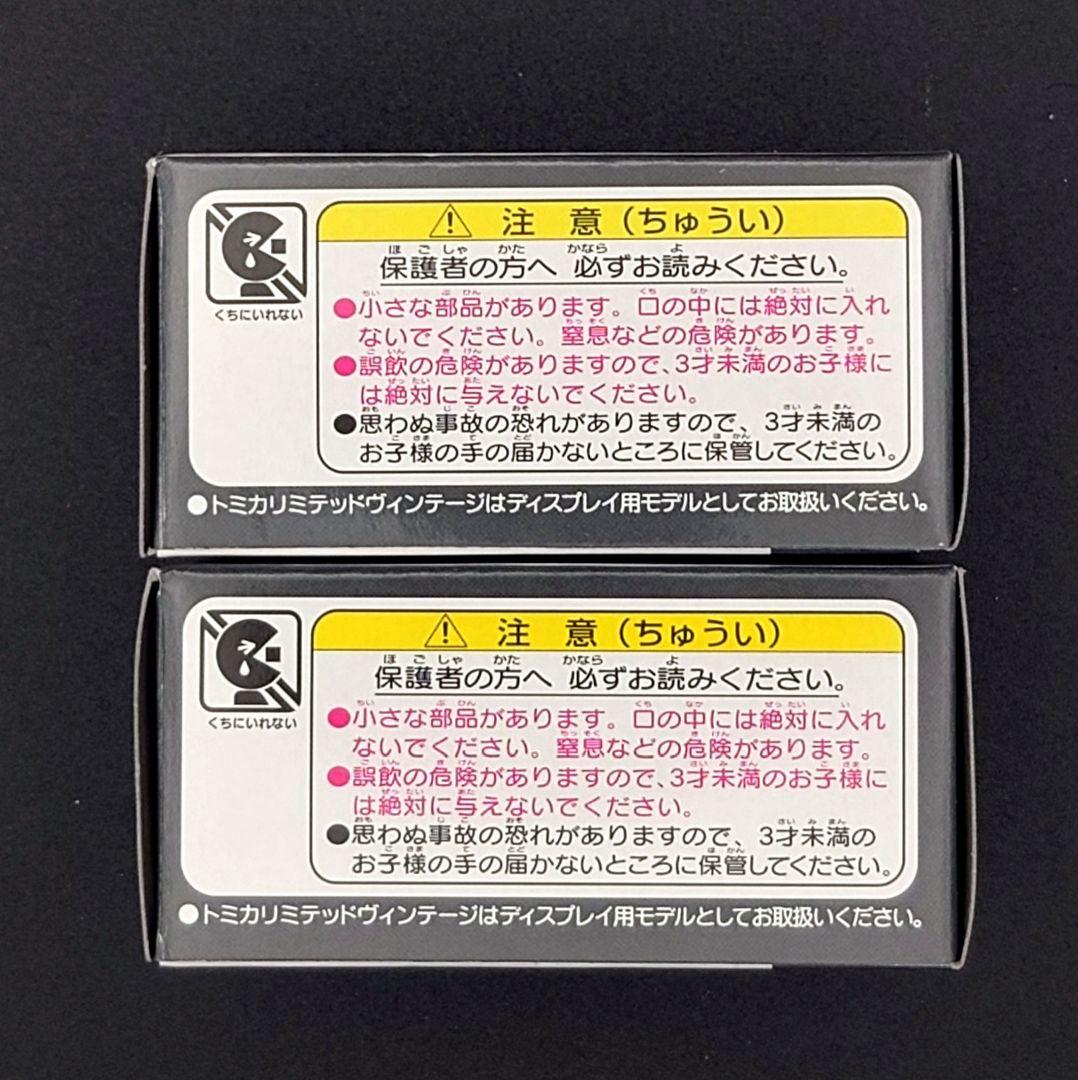 くちにいれない
注 意（ちゅうい）
保護者の方へ 必ずお読みください。
●小さな部品があります。口の中には絶対に入れ
ないでください。窒息などの危険があります。
●誤飲の危険がありますので、3才未満のお子様に
は絶対に与えないでください。
●思わぬ事故の恐れがありますので、3才未満の
お子様の手の届かないところに保管してください。
●トミカリミテッドヴィンテージはディスプレイ用モデルとしてお取扱いください。
くちにいれない
注 意（ちゅうい）
保護者の方へ 必ずお読みください。
●小さな部品があります。口の中には絶対に入れ
ないでください。窒息などの危険があります。
●誤飲の危険がありますので、3才未満のお子様に
は絶対に与えないでください。
●思わぬ事故の恐れがありますので、3才未満の
お子様の手の届かないところに保管してください。
●トミカリミテッドヴィンテージはディスプレイ用モデルとしてお取扱いください。